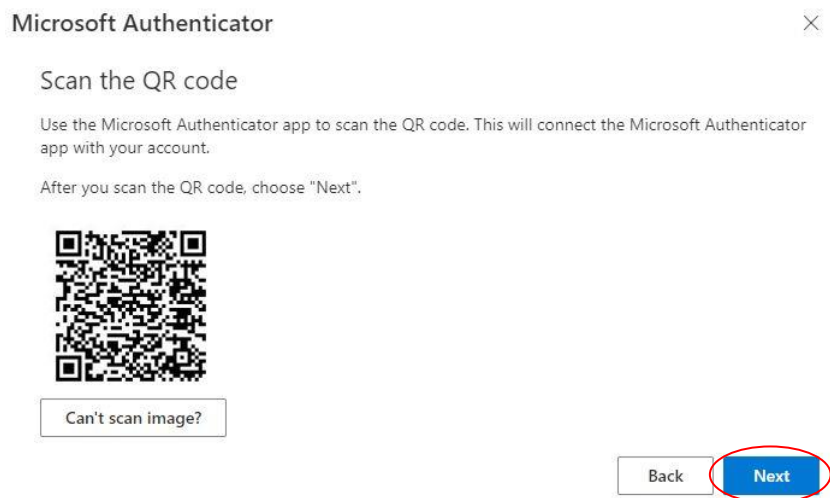 Microsoft Authenticator
Scan the QR code
Use the Microsoft Authenticator app to scan the QR code. This will connect the Microsoft Authenticator
app with your account.
After you scan the QR code, choose "Next".
Can't scan image?
Back
Next